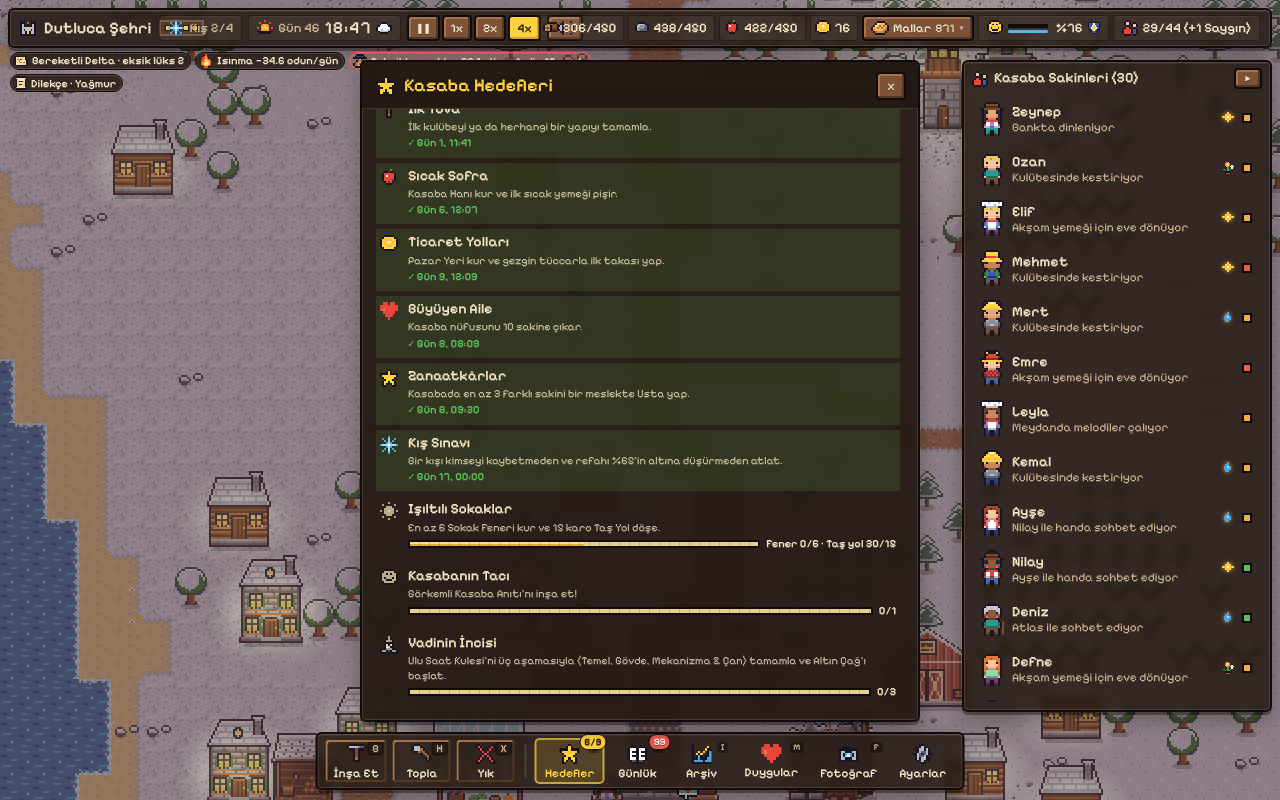 Dutluca Şehri
Kış 2/4
Gün 46 18:47
1x
2x
4x
306/450
438/450
422/450
76
Mallar 871
%76
29/44 (+1 Saygın)
Bereketli Delta · eksik lüks 2
Isınma -34.6 odun/gün
Dilekçe · Yağmur
Kasaba Hedefleri
x
İlk Yuva
İlk kulübeyi ya da herhangi bir yapıyı tamamla.
✓ Gün 1, 11:41
Sıcak Sofra
Kasaba Hanı kur ve ilk sıcak yemeği pişir.
✓ Gün 6, 12:07
Ticaret Yolları
Pazar Yeri kur ve gezgin tüccarla ilk takası yap.
✓ Gün 9, 12:09
Büyüyen Aile
Kasaba nüfusunu 10 sakine çıkar.
✓ Gün 8, 08:09
Zanaatkârlar
Kasabada en az 3 farklı sakini bir meslekte Usta yap.
✓ Gün 8, 09:30
Kış Sınavı
Bir kışı kimseyi kaybetmeden ve refahı %65'in altına düşürmeden atlat.
✓ Gün 17, 00:00
Işıltılı Sokaklar
En az 6 Sokak Feneri kur ve 15 karo Taş Yol döşe.
Fener 0/6 · Taş yol 30/15
Kasabanın Tacı
Görkemli Kasaba Anıtı'nı inşa et!
0/1
Vadinin İncisi
Ulu Saat Kulesi'ni üç aşamasıyla (Temel, Gövde, Mekanizma & Çan) tamamla ve Altın Çağ'ı
başlat.
0/3
Kasaba Sakinleri (30)
Zeynep
Bankta dinleniyor
Ozan
Kulübesinde kestiriyor
Elif
Akşam yemeği için eve dönüyor
Mehmet
Kulübesinde kestiriyor
Mert
Kulübesinde kestiriyor
Emre
Akşam yemeği için eve dönüyor
Leyla
Meydanda melodiler çalıyor
Kemal
Kulübesinde kestiriyor
Ayşe
Nilay ile handa sohbet ediyor
Nilay
Ayşe ile handa sohbet ediyor
Deniz
Atlas ile sohbet ediyor
Defne
Akşam yemeği için eve dönüyor
B
İnşa Et
H
Topla
X
Yık
6/9
Hedefler
99
Günlük
I
Arşiv
M
Duygular
F
Fotoğraf
Ayarlar